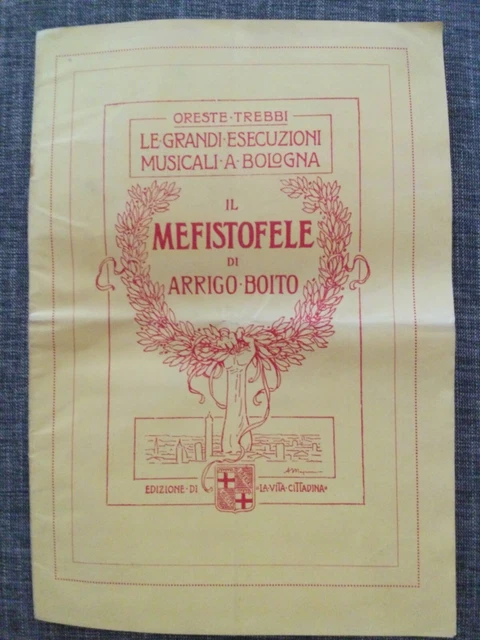 ORESTE·TREBBI
LE·GRANDI·ESECUZIONI
MUSICALI·A·BOLOGNA
IL
MEFISTOFELE
DI
ARRIGO·BOITO
EDIZIONE·DI «LA·VITA·CITTADINA»